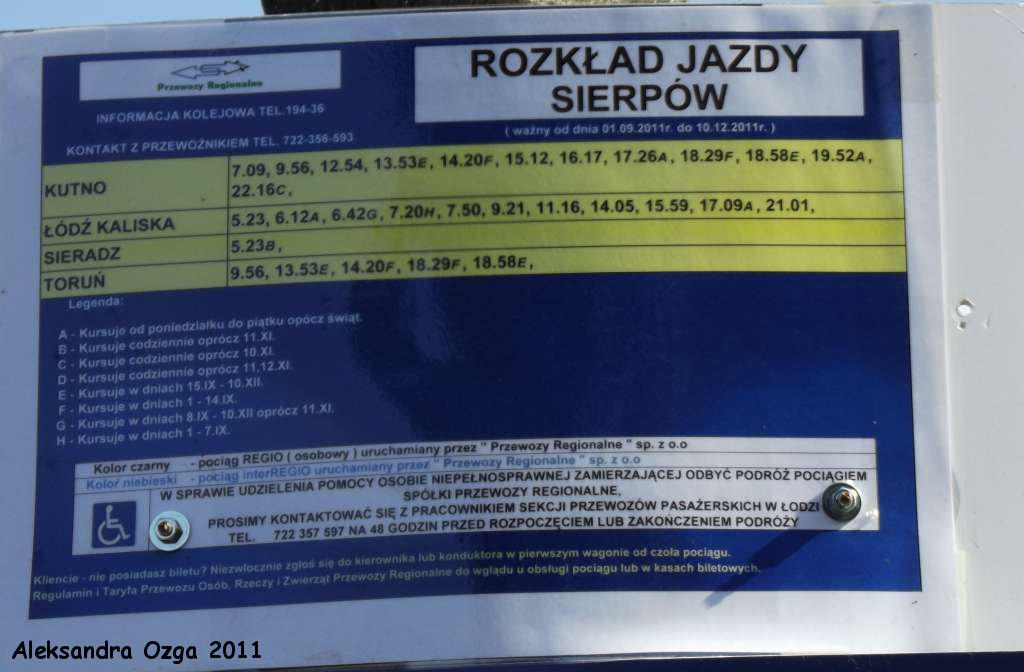 Przewozy Regionalne
INFORMACJA KOLEJOWA TEL.194-36
KONTAKT Z PRZEWOŹNIKIEM TEL. 722-356-593
ROZKŁAD JAZDY
SIERPÓW
( ważny od dnia 01.09.2011r. do 10.12.2011r. )
KUTNO 7.09, 9.56, 12.54, 13.53E, 14.20F, 15.12, 16.17, 17.26A, 18.29F, 18.58E, 19.52A,
22.16C,
ŁÓDŹ KALISKA 5.23, 6.12A, 6.42G, 7.20H, 7.50, 9.21, 11.16, 14.05, 15.59, 17.09A, 21.01,
SIERADZ 5.23B,
TORUŃ 9.56, 13.53E, 14.20F, 18.29F, 18.58E,
Legenda:
A - Kursuje od poniedziałku do piątku opócz świąt.
B - Kursuje codziennie oprócz 11.XI.
C - Kursuje codziennie oprócz 10.XI.
D - Kursuje codziennie oprócz 11,12.XI.
E - Kursuje w dniach 15.IX - 10.XII.
F - Kursuje w dniach 1 - 14.IX.
G - Kursuje w dniach 8.IX - 10.XII oprócz 11.XI.
H - Kursuje w dniach 1 - 7.IX.
Kolor czarny - pociąg REGIO ( osobowy ) uruchamiany przez " Przewozy Regionalne " sp. z o.o
Kolor niebieski - pociąg interREGIO uruchamiany przez " Przewozy Regionalne " sp. z o.o
W SPRAWIE UDZIELENIA POMOCY OSOBIE NIEPEŁNOSPRAWNEJ ZAMIERZAJĄCEJ ODBYĆ PODRÓŻ POCIĄGIEM
SPÓŁKI PRZEWOZY REGIONALNE,
PROSIMY KONTAKTOWAĆ SIĘ Z PRACOWNIKIEM SEKCJI PRZEWOZÓW PASAŻERSKICH W ŁODZI
TEL. 722 357 597 NA 48 GODZIN PRZED ROZPOCZĘCIEM LUB ZAKOŃCZENIEM PODRÓŻY
Kliencie - nie posiadasz biletu? Niezwłocznie zgłoś się do kierownika lub konduktora w pierwszym wagonie od czoła pociągu.
Regulamin i Taryfa Przewozu Osób, Rzeczy i Zwierząt Przewozy Regionalne do wglądu u obsługi pociągu lub w kasach biletowych.
Aleksandra Ozga 2011